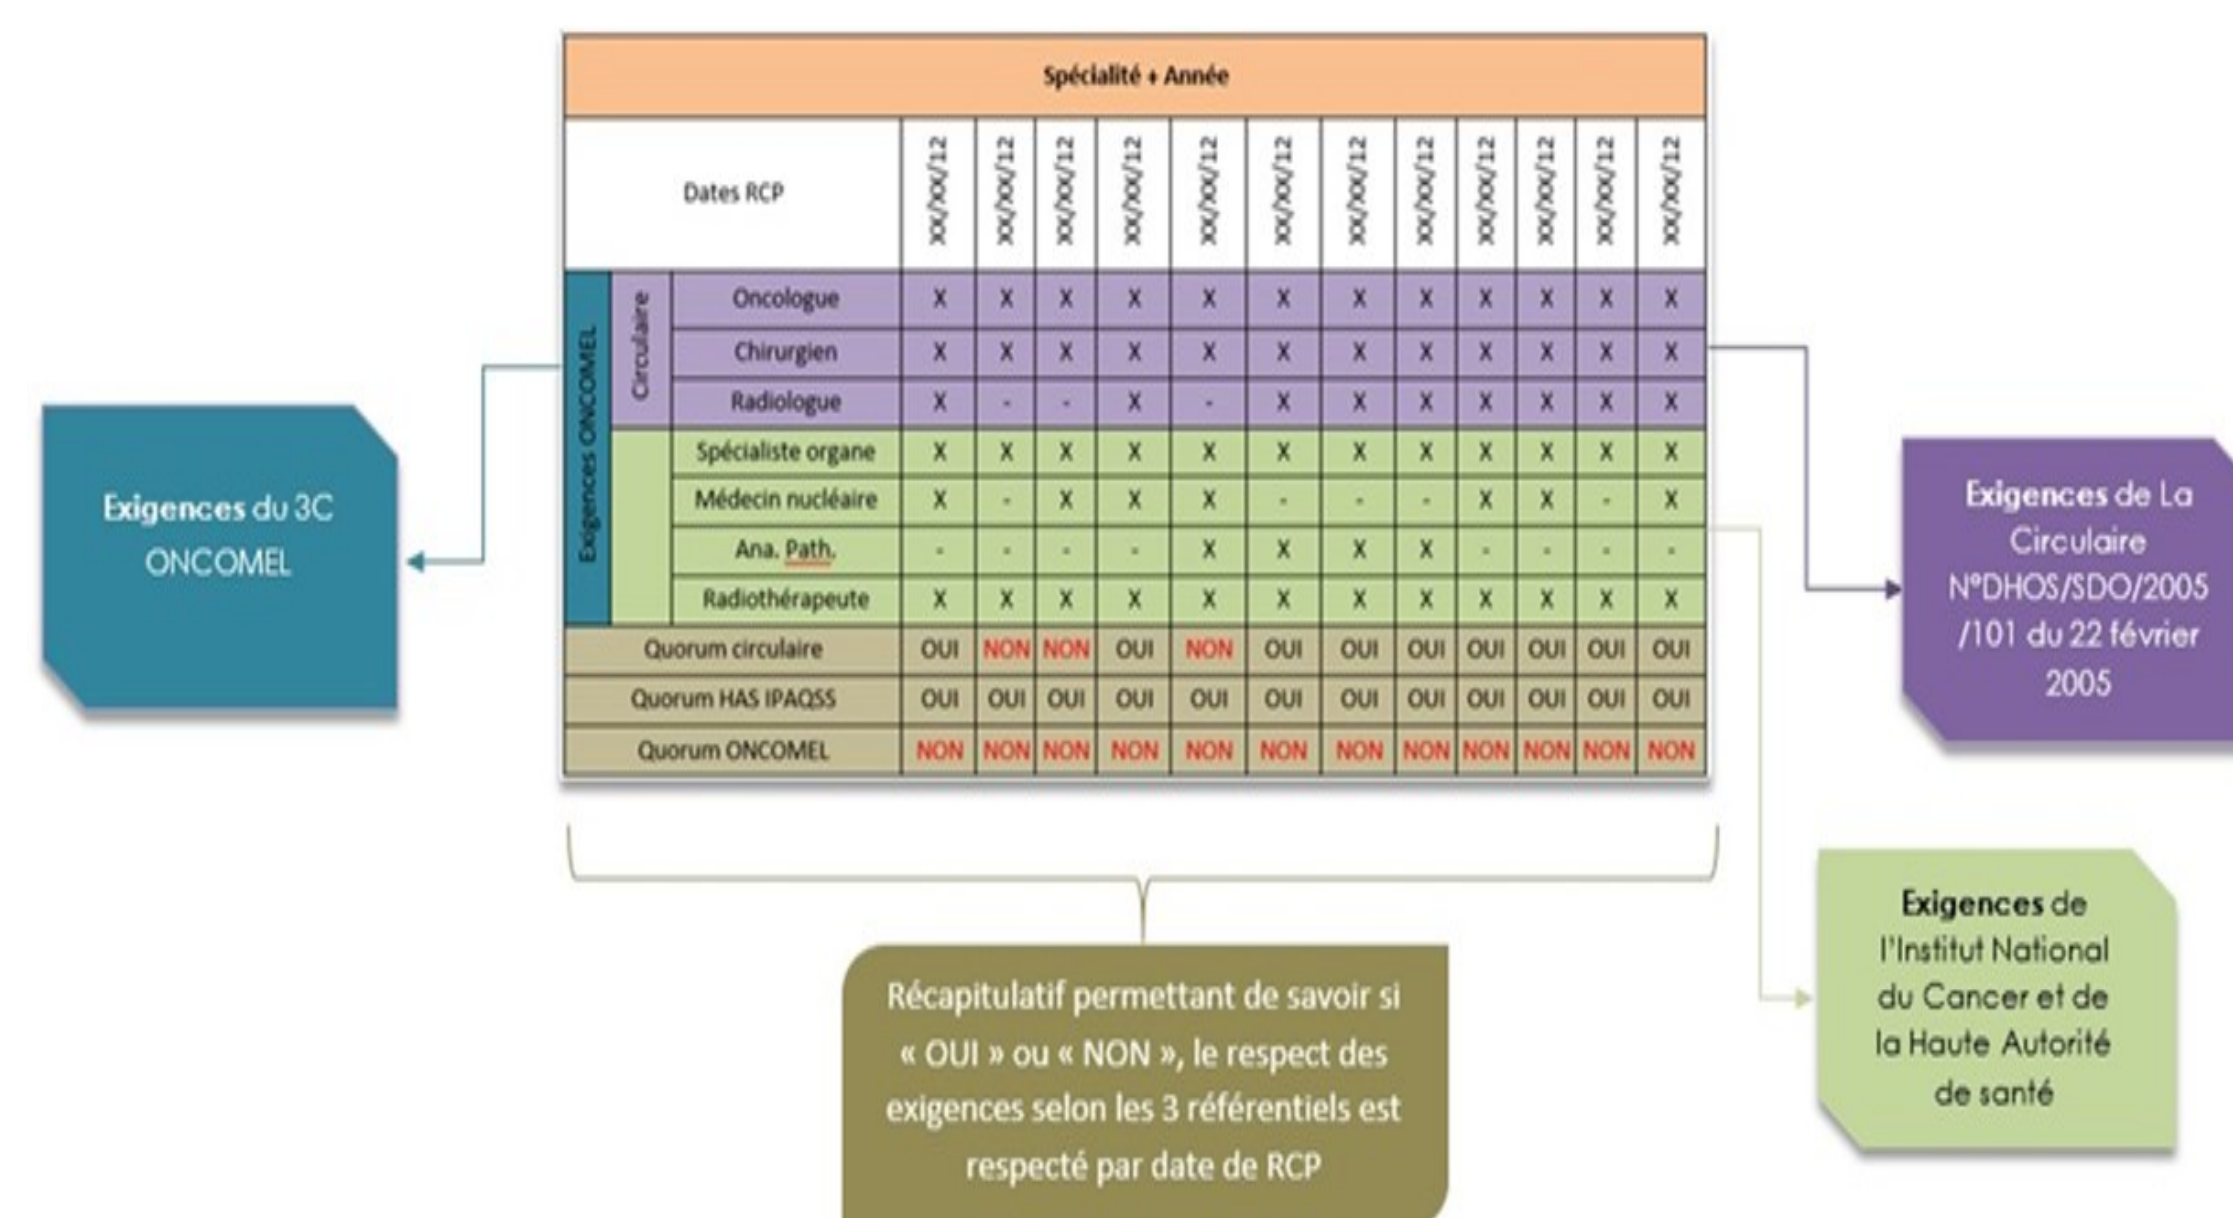 Spécialité + Année
Dates RCP xx/xx/12 xx/xx/12 xx/xx/12 xx/xx/12 xx/xx/12 xx/xx/12 xx/xx/12 xx/xx/12 xx/xx/12 xx/xx/12 xx/xx/12 xx/xx/12
Exigences ONCOMEL
Circulaire
Oncologue X X X X X X X X X X X X
Chirurgien X X X X X X X X X X X X
Radiologue X - - X - X X X X X X X
Spécialiste organe X X X X X X X X X X X X
Médecin nucléaire X - X X X - - - X X - X
Ana. Path. - - - - X X X X - - - -
Radiothérapeute X X X X X X X X X X X X
Quorum circulaire OUI NON NON OUI NON OUI OUI OUI OUI OUI OUI OUI
Quorum HAS IPAQSS OUI OUI OUI OUI OUI OUI OUI OUI OUI OUI OUI OUI
Quorum ONCOMEL NON NON NON NON NON NON NON NON NON NON NON NON
Exigences du 3C
ONCOMEL
Exigences de La
Circulaire
N°DHOS/SDO/2005
/101 du 22 février
2005
Exigences de
l'Institut National
du Cancer et de
la Haute Autorité
de santé
Récapitulatif permettant de savoir si
« OUI » ou « NON », le respect des
exigences selon les 3 référentiels est
respecté par date de RCP